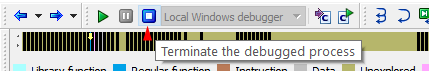 Local Windows debugger
C
C
Terminate the debugged process
Library function
Regular function
Instruction
Data
Unexplored